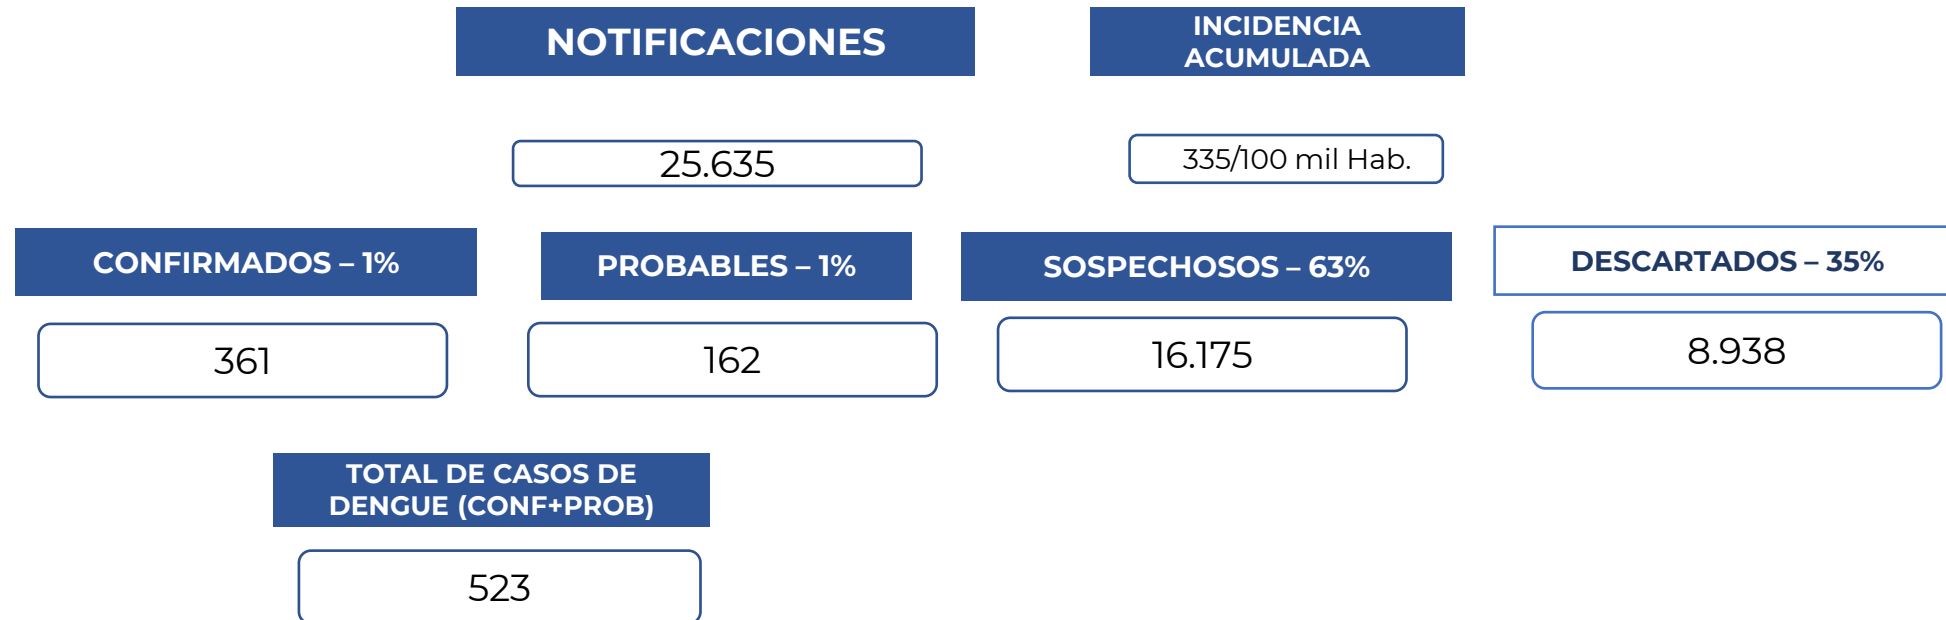 NOTIFICACIONES
INCIDENCIA
ACUMULADA
25.635
335/100 mil Hab.
CONFIRMADOS – 1%
PROBABLES – 1%
SOSPECHOSOS – 63%
DESCARTADOS – 35%
361
162
16.175
8.938
TOTAL DE CASOS DE
DENGUE (CONF+PROB)
523